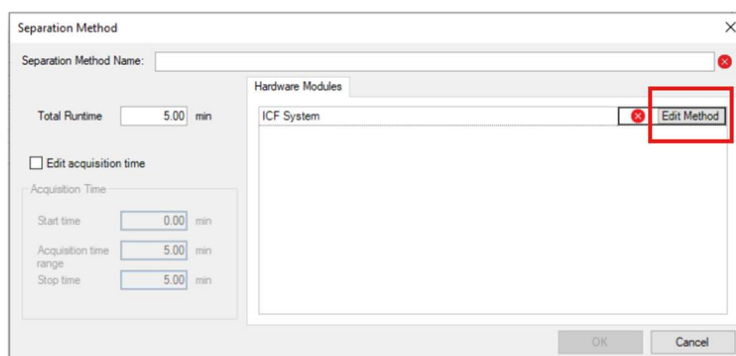 Separation Method
Separation Method Name:
Hardware Modules
Total Runtime 5.00 min
ICF System Edit Method
Edit acquisition time
Acquisition Time
Start time 0.00 min
Acquisition time
range 5.00 min
Stop time 5.00 min
OK Cancel